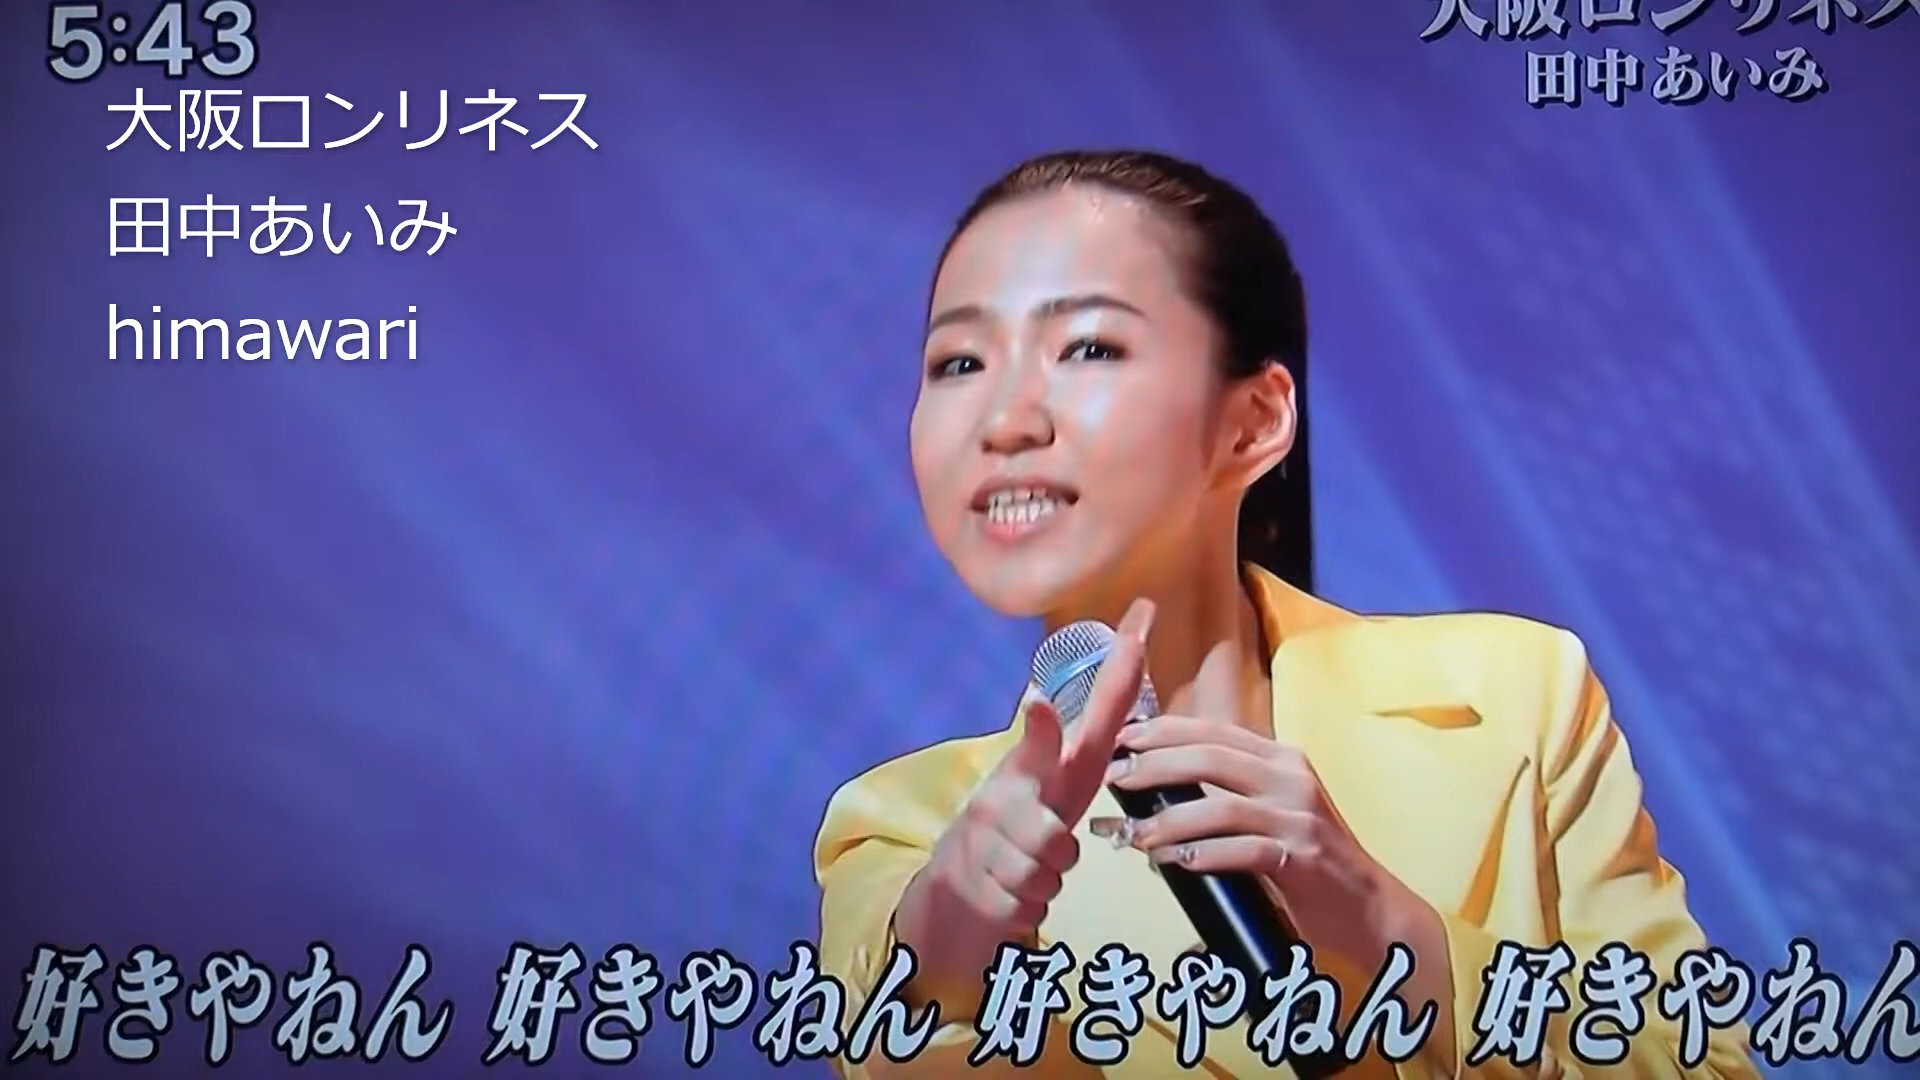 5:43
大阪ロンリネス
田中あいみ
大阪ロンリネス
田中あいみ
himawari
好きやねん 好きやねん 好きやねん 好きやねん